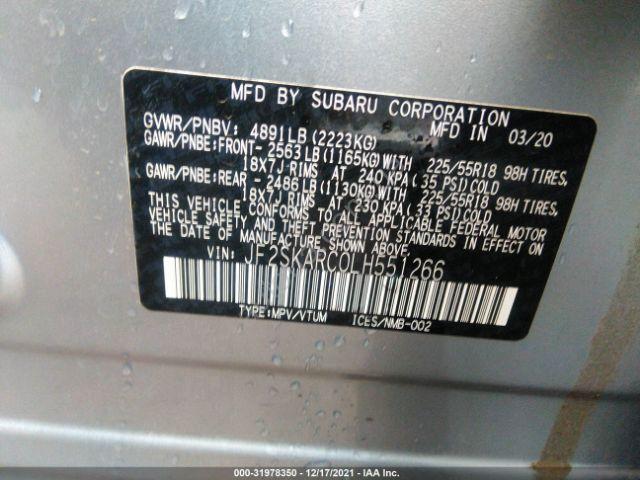 MFD BY SUBARU CORPORATION
GVWR/PNBV: 4891LB(2223KG) MFD IN 03/20
GAWR/PNBE:FRONT-2563LB(1165KG)WITH 225/55R18 98H TIRES,
18X7J RIMS AT 240 KPA(35 PSI)COLD
GAWR/PNBE:REAR -2486LB(1130KG)WITH 225/55R18 98H TIRES,
18X7J RIMS AT 230 KPA(33 PSI)COLD
THIS VEHICLE CONFORMS TO ALL APPLICABLE FEDERAL MOTOR
VEHICLE SAFETY AND THEFT PREVENTION STANDARDS IN EFFECT ON
THE DATE OF MANUFACTURE SHOWN ABOVE.
VIN: JF2SKARC0LH551266
TYPE:MPV/VTUM ICES/NMB-002
000-31978350 - 12/17/2021 - IAA Inc.